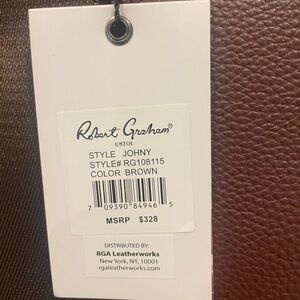 Robert Graham®
STYLE JOHNY
STYLE# RG108115
COLOR BROWN
7 09390 84946 5
MSRP $328
DISTRIBUTED BY:
RGA Leatherworks
New York, NY, 10001
rgaleatherworks.com